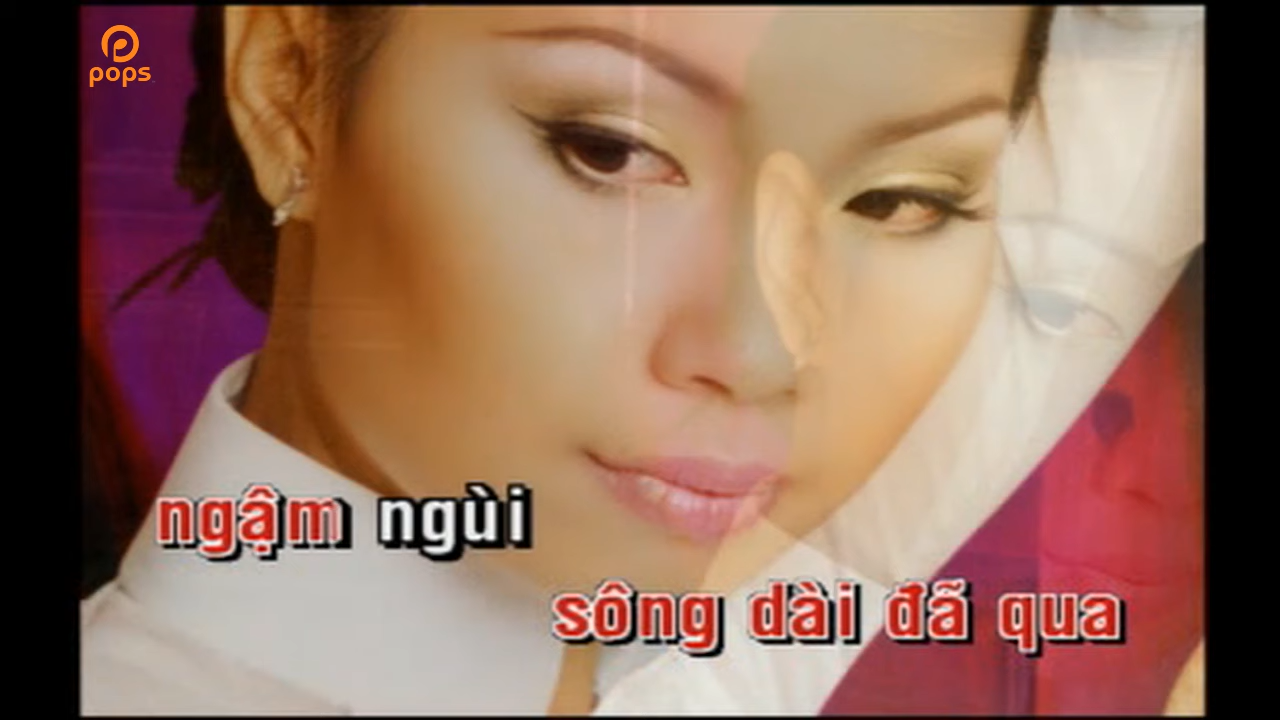 pops
ngậm ngùi
sông dài đã qua